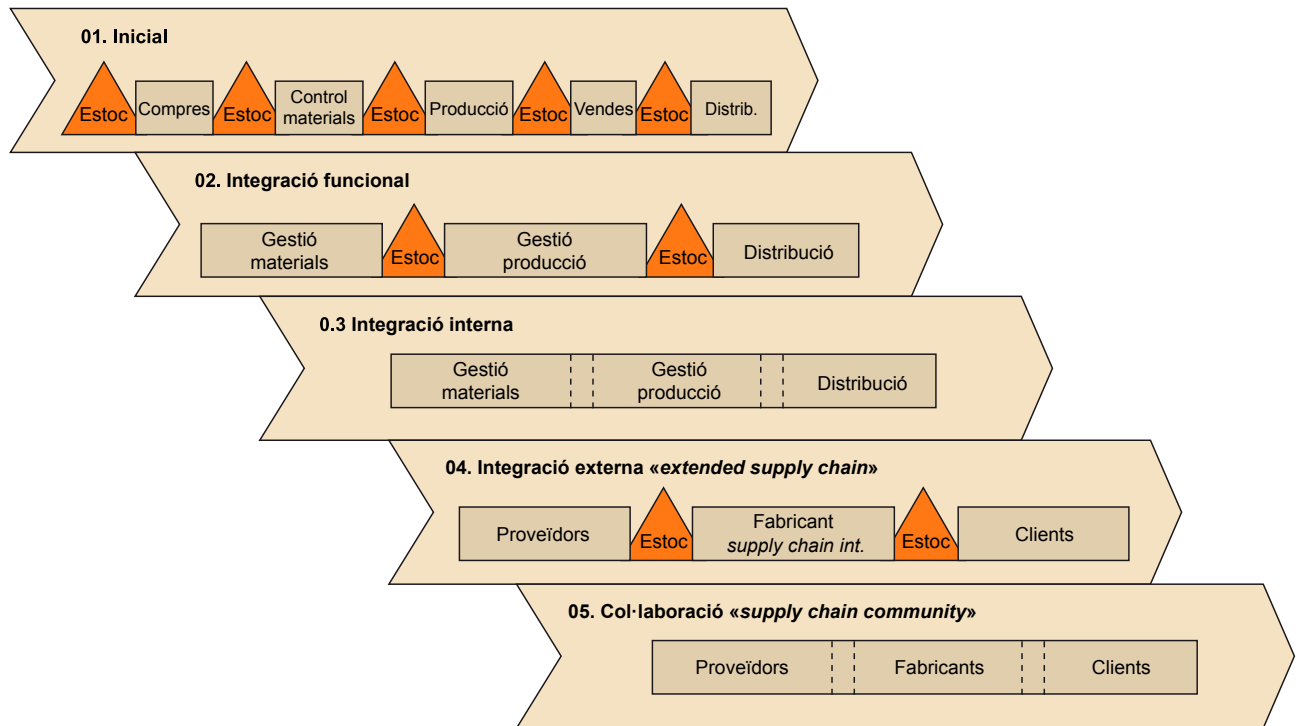 01. Inicial
Estoc
Compres
Estoc
Control
materials
Estoc
Producció
Estoc
Vendes
Estoc
Distrib.
02. Integració funcional
Gestió
materials
Estoc
Gestió
producció
Estoc
Distribució
0.3 Integració interna
Gestió
materials
Gestió
producció
Distribució
04. Integració externa «extended supply chain»
Proveïdors
Estoc
Fabricant
supply chain int.
Estoc
Clients
05. Col·laboració «supply chain community»
Proveïdors
Fabricants
Clients